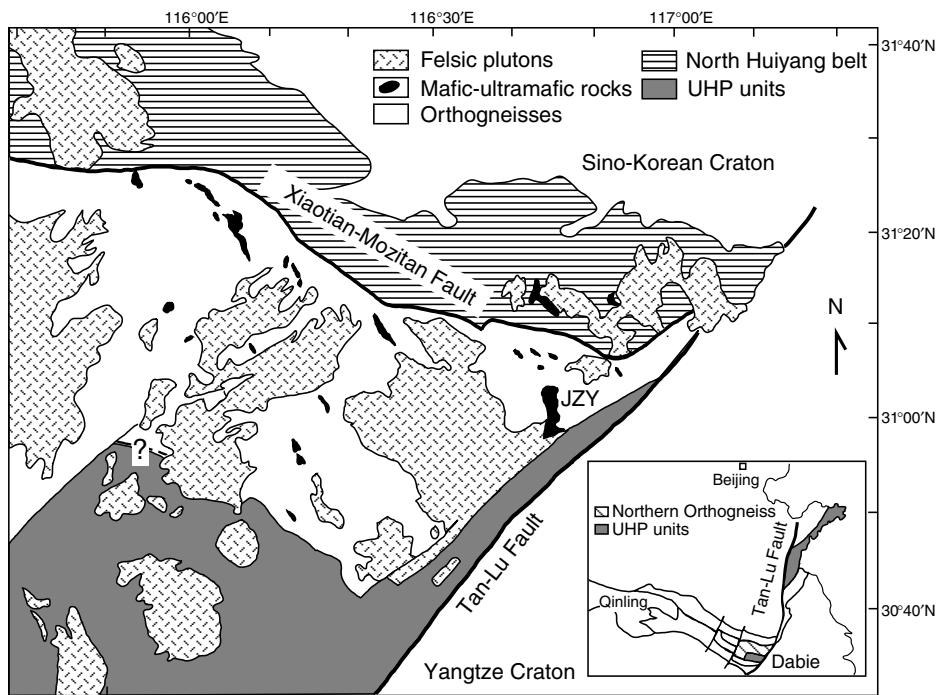 116°00'E 116°30'E 117°00'E
31°40'N
31°20'N
31°00'N
30°40'N
Felsic plutons
Mafic-ultramafic rocks
Orthogneisses
North Huiyang belt
UHP units
Sino-Korean Craton
Xiaotian-Mozitan Fault
N
JZY
?
Tan-Lu Fault
Yangtze Craton
Beijing
Northern Orthogneiss
UHP units
Tan-Lu Fault
Qinling
Dabie